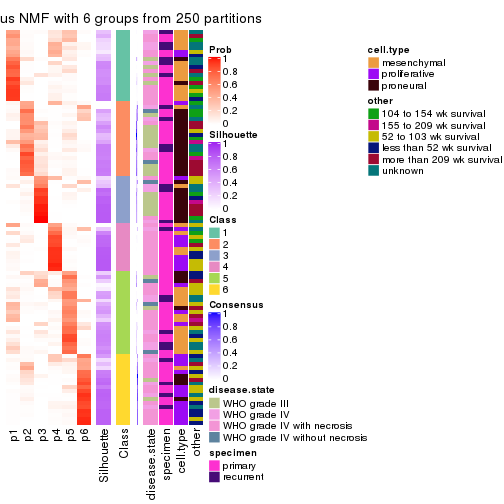 us NMF with 6 groups from 250 partitions
Prob
1
0.8
0.6
0.4
0.2
0
Silhouette
1
0.8
0.6
0.4
0.2
0
Class
1
2
3
4
5
6
Consensus
1
0.8
0.6
0.4
0.2
0
disease.state
WHO grade III
WHO grade IV
WHO grade IV with necrosis
WHO grade IV without necrosis
specimen
primary
recurrent
cell.type
mesenchymal
proliferative
proneural
other
104 to 154 wk survival
155 to 209 wk survival
52 to 103 wk survival
less than 52 wk survival
more than 209 wk survival
unknown
p1
p2
p3
p4
p5
p6
Silhouette
Class
disease.state
specimen
cell.type
other